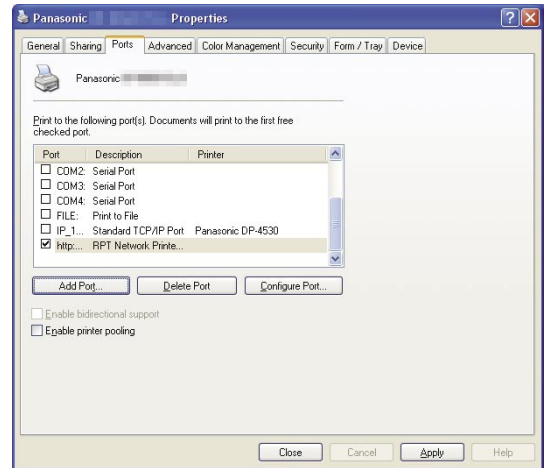 Panasonic Properties
General Sharing Ports Advanced Color Management Security Form / Tray Device
Panasonic
Print to the following port(s). Documents will print to the first free
checked port.
Port Description Printer
COM2: Serial Port
COM3: Serial Port
COM4: Serial Port
FILE: Print to File
IP_1... Standard TCP/IP Port Panasonic DP-4530
http:... RPT Network Printe...
Add Port... Delete Port Configure Port...
Enable bidirectional support
Enable printer pooling
Close Cancel Apply Help